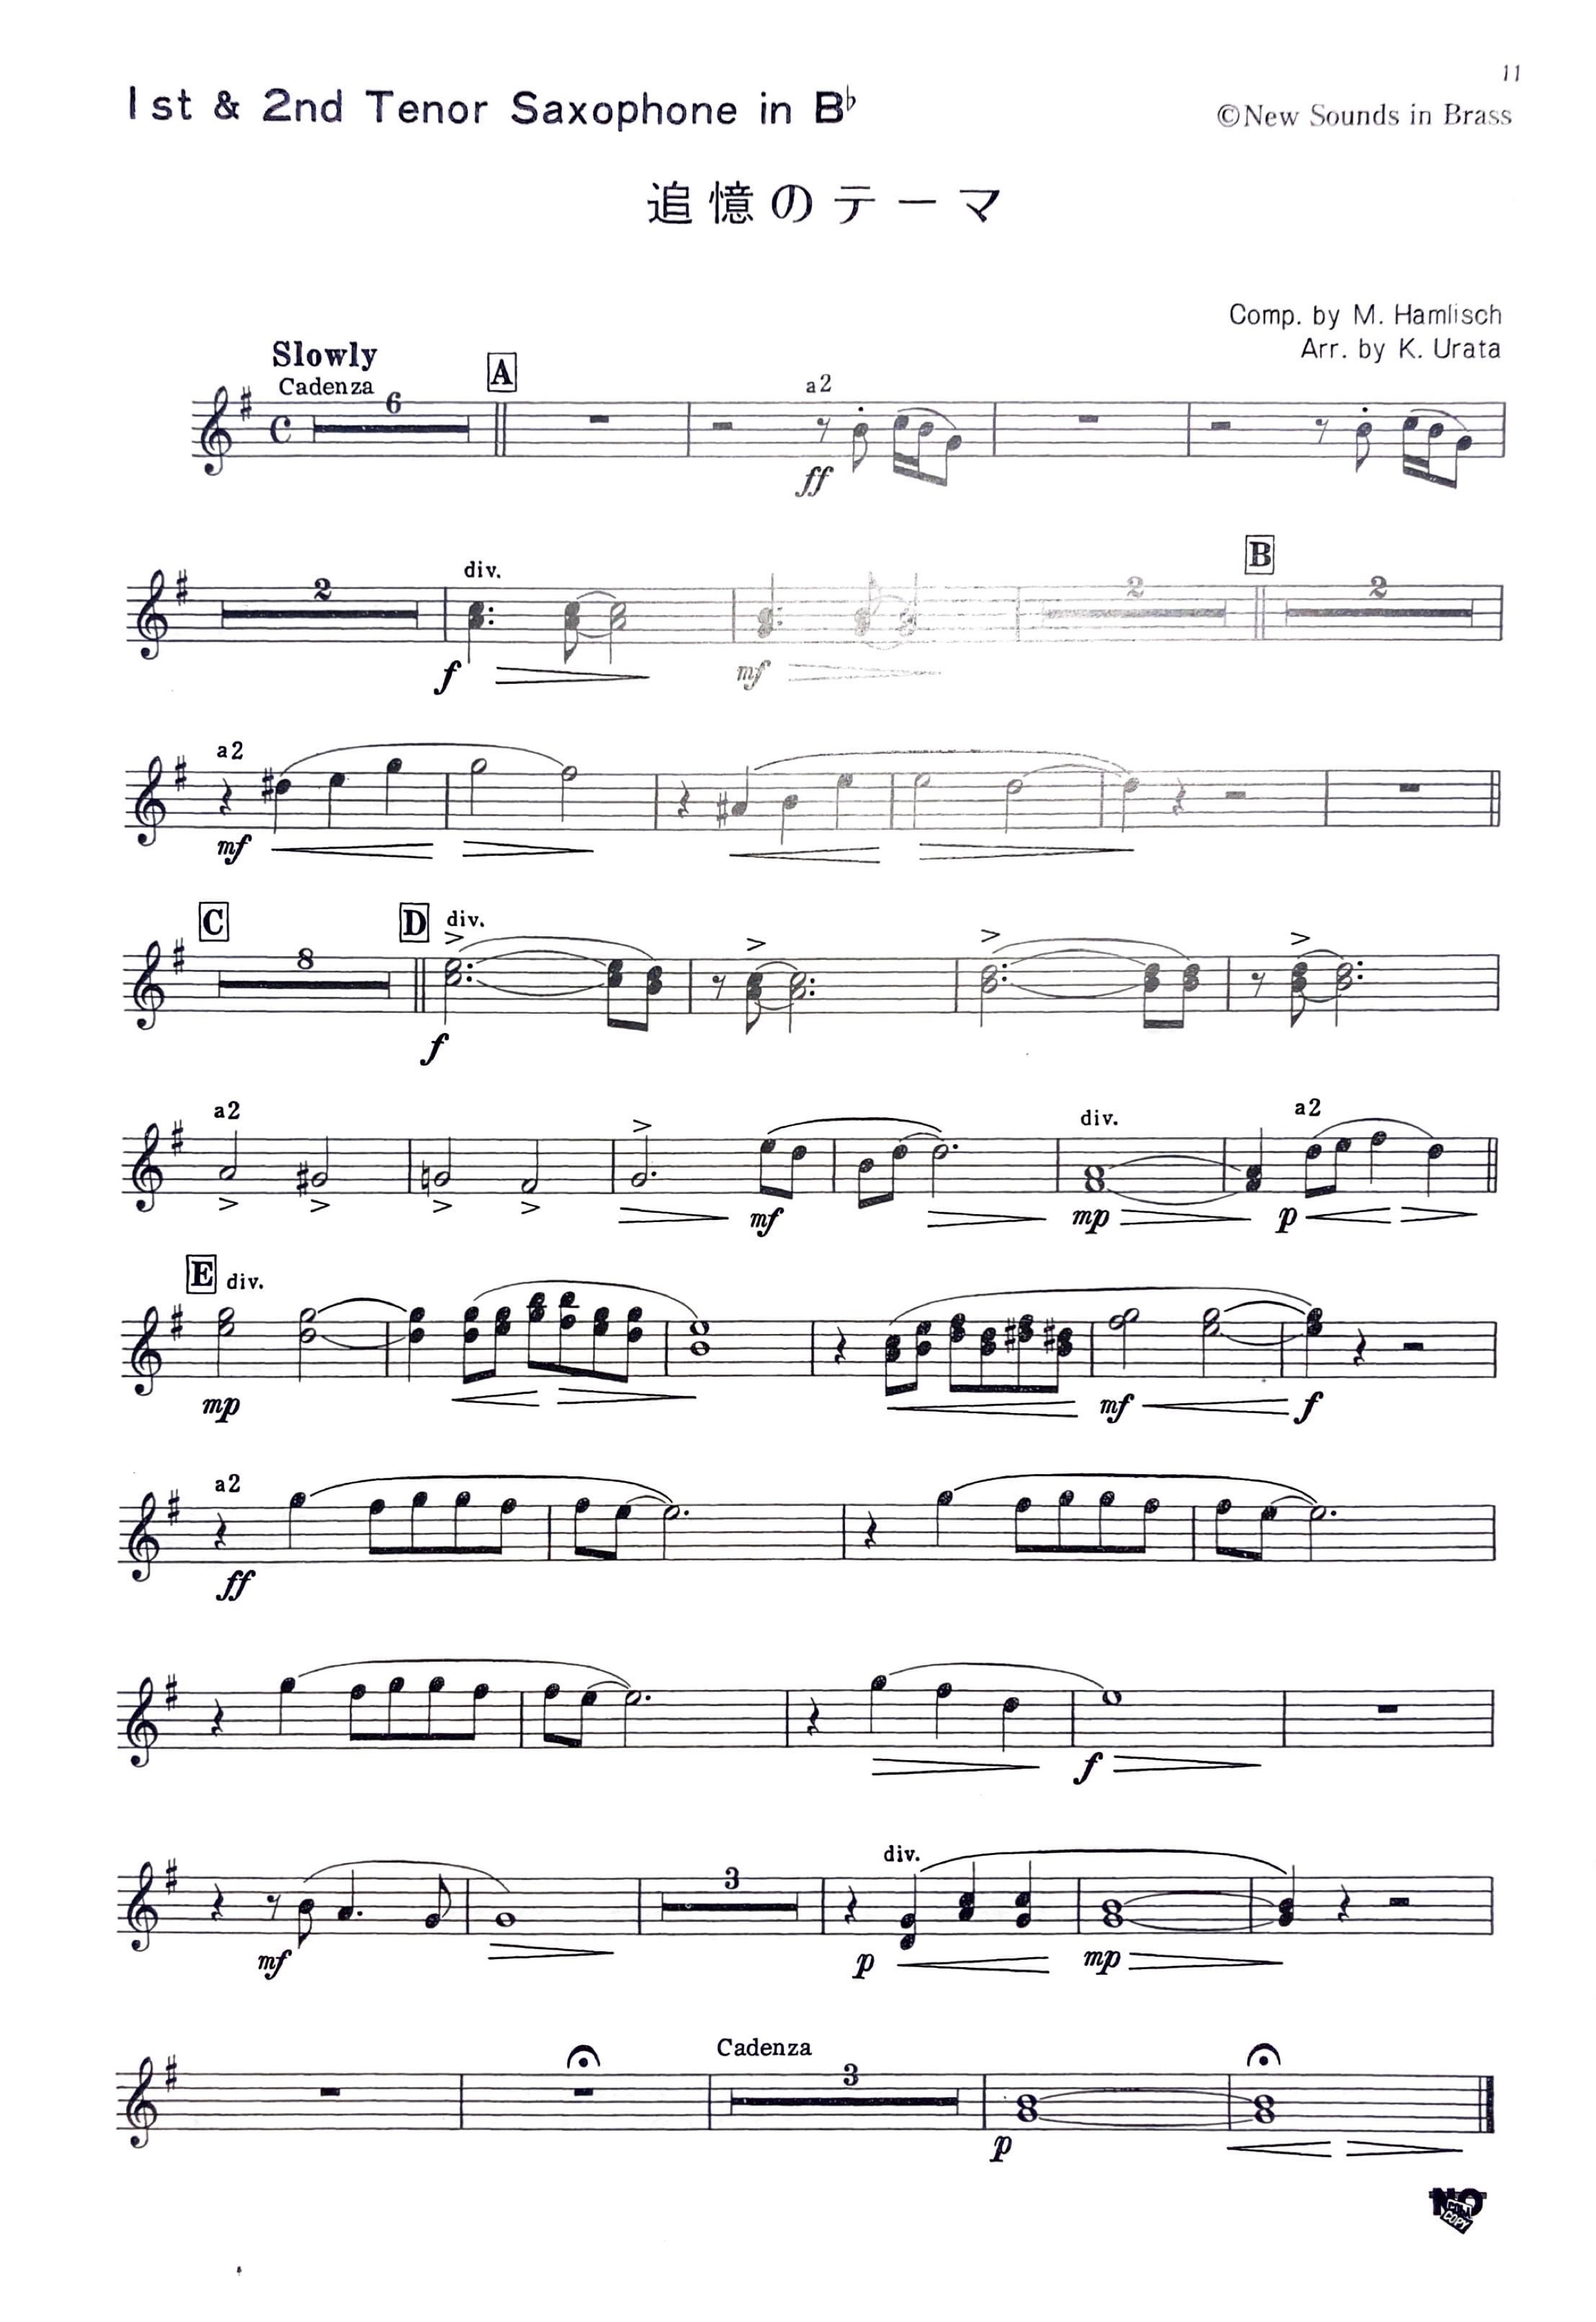 11
1st & 2nd Tenor Saxophone in B♭
©New Sounds in Brass
追憶のテーマ
Comp. by M. Hamlisch
Arr. by K. Urata
Slowly
Cadenza
6
A
a2
ff
2
div.
f
mf
2
B
2
a2
mf
C
8
D
div.
f
a2
mf
div.
mp
a2
p
E
div.
mp
mf
f
a2
ff
f
mf
3
div.
p
mp
Cadenza
3
p
NO
COPY